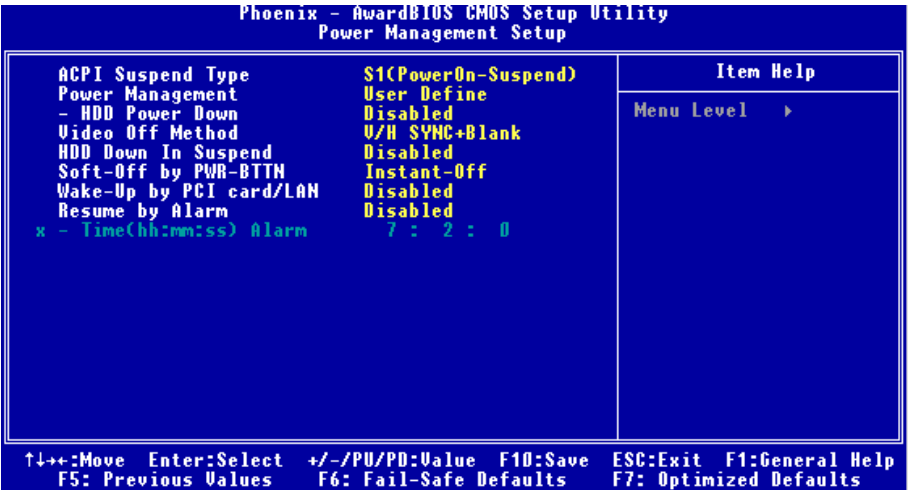 Phoenix - AwardBIOS CMOS Setup Utility
Power Management Setup
ACPI Suspend Type S1(PowerOn-Suspend)
Power Management User Define
- HDD Power Down Disabled
Video Off Method V/H SYNC+Blank
HDD Down In Suspend Disabled
Soft-Off by PWR-BTTN Instant-Off
Wake-Up by PCI card/LAN Disabled
Resume by Alarm Disabled
x - Time(hh:mm:ss) Alarm 7 : 2 : 0
Item Help
Menu Level ▸
↑↓→←:Move Enter:Select +/-/PU/PD:Value F10:Save ESC:Exit F1:General Help
F5: Previous Values F6: Fail-Safe Defaults F7: Optimized Defaults